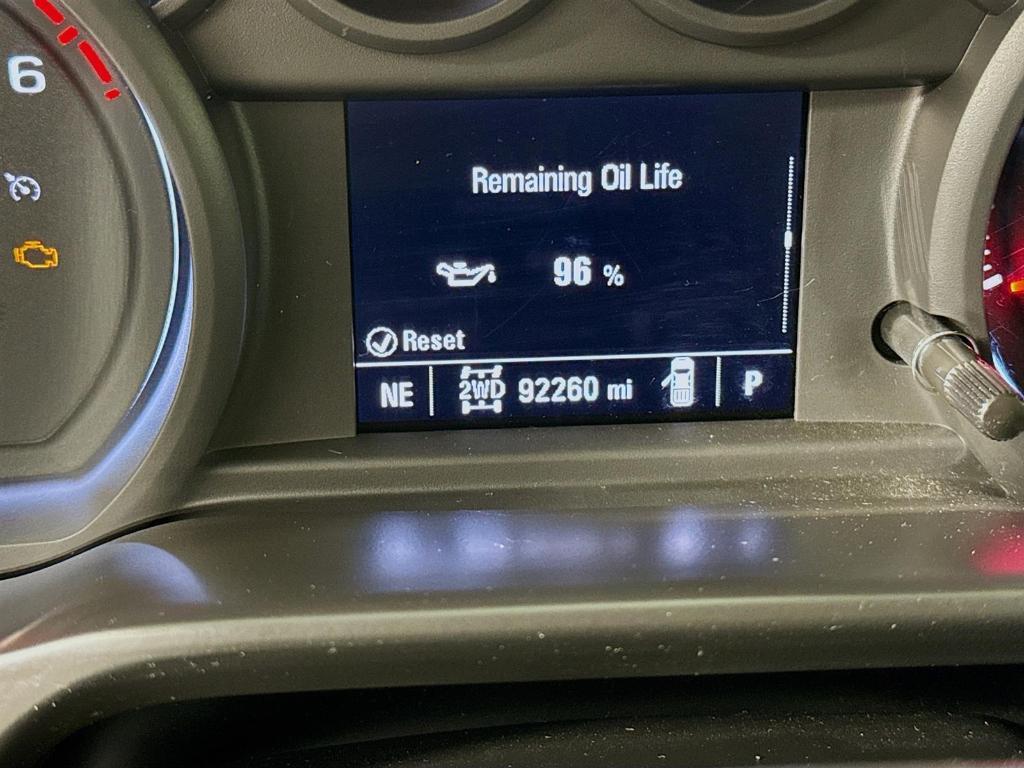 6
Remaining Oil Life
96 %
Reset
NE 2WD 92260 mi P